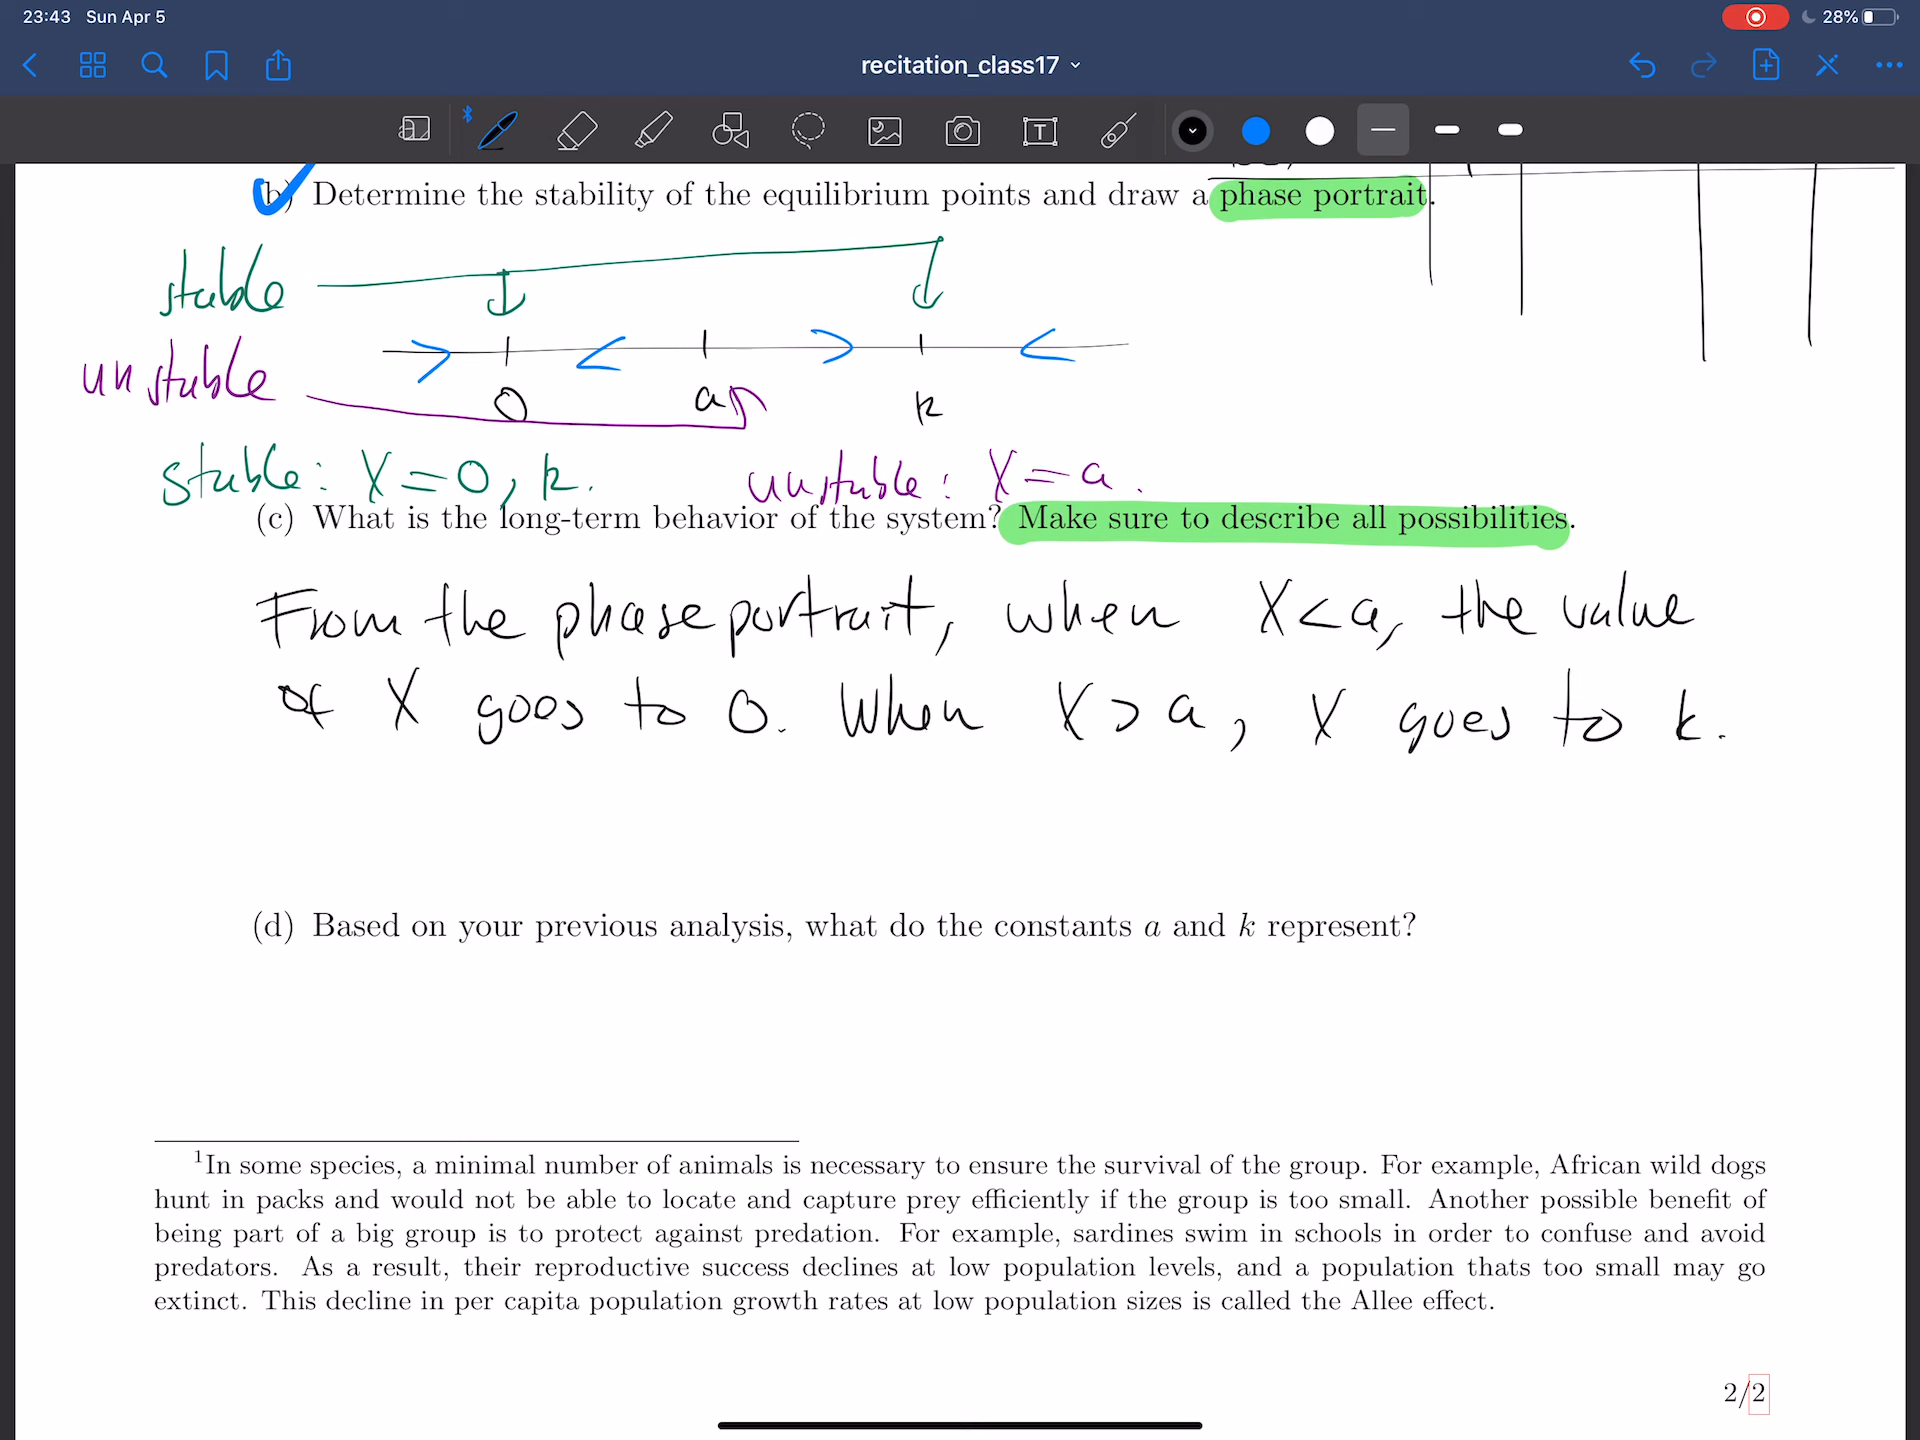 23:43 Sun Apr 5
28%
recitation_class17
b) Determine the stability of the equilibrium points and draw a phase portrait.
stable
unstable
0 a k
stable: X=0, k. unstable: X=a.
(c) What is the long-term behavior of the system? Make sure to describe all possibilities.
From the phase portrait, when X<a, the value
of X goes to 0. When X>a, X goes to k.
(d) Based on your previous analysis, what do the constants a and k represent?
1In some species, a minimal number of animals is necessary to ensure the survival of the group. For example, African wild dogs
hunt in packs and would not be able to locate and capture prey efficiently if the group is too small. Another possible benefit of
being part of a big group is to protect against predation. For example, sardines swim in schools in order to confuse and avoid
predators. As a result, their reproductive success declines at low population levels, and a population thats too small may go
extinct. This decline in per capita population growth rates at low population sizes is called the Allee effect.
2/2